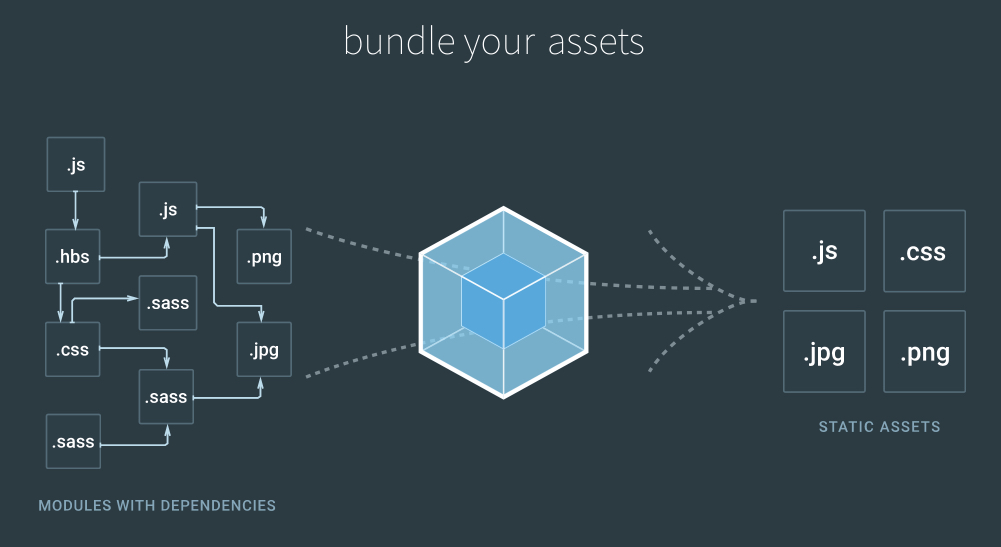 bundle your assets
.js
.js
.hbs
.png
.sass
.css
.jpg
.sass
.sass
MODULES WITH DEPENDENCIES
.js
.css
.jpg
.png
STATIC ASSETS